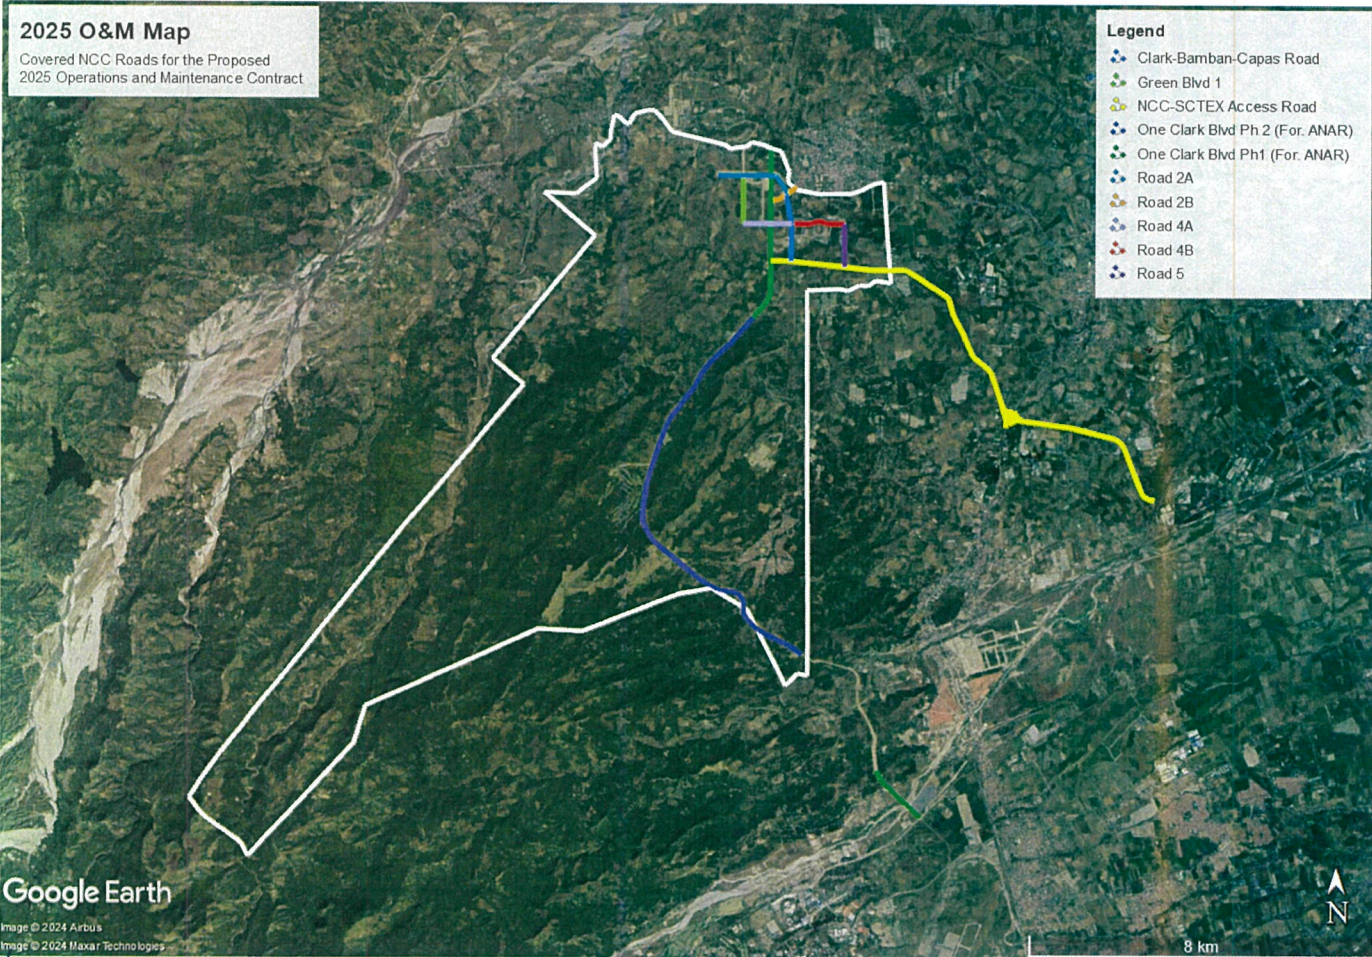 2025 O&M Map
Covered NCC Roads for the Proposed
2025 Operations and Maintenance Contract
Legend
Clark-Bamban-Capas Road
Green Blvd 1
NCC-SCTEX Access Road
One Clark Blvd Ph 2 (For. ANAR)
One Clark Blvd Ph1 (For. ANAR)
Road 2A
Road 2B
Road 4A
Road 4B
Road 5
Google Earth
Image © 2024 Airbus
Image © 2024 Maxar Technologies
N
8 km